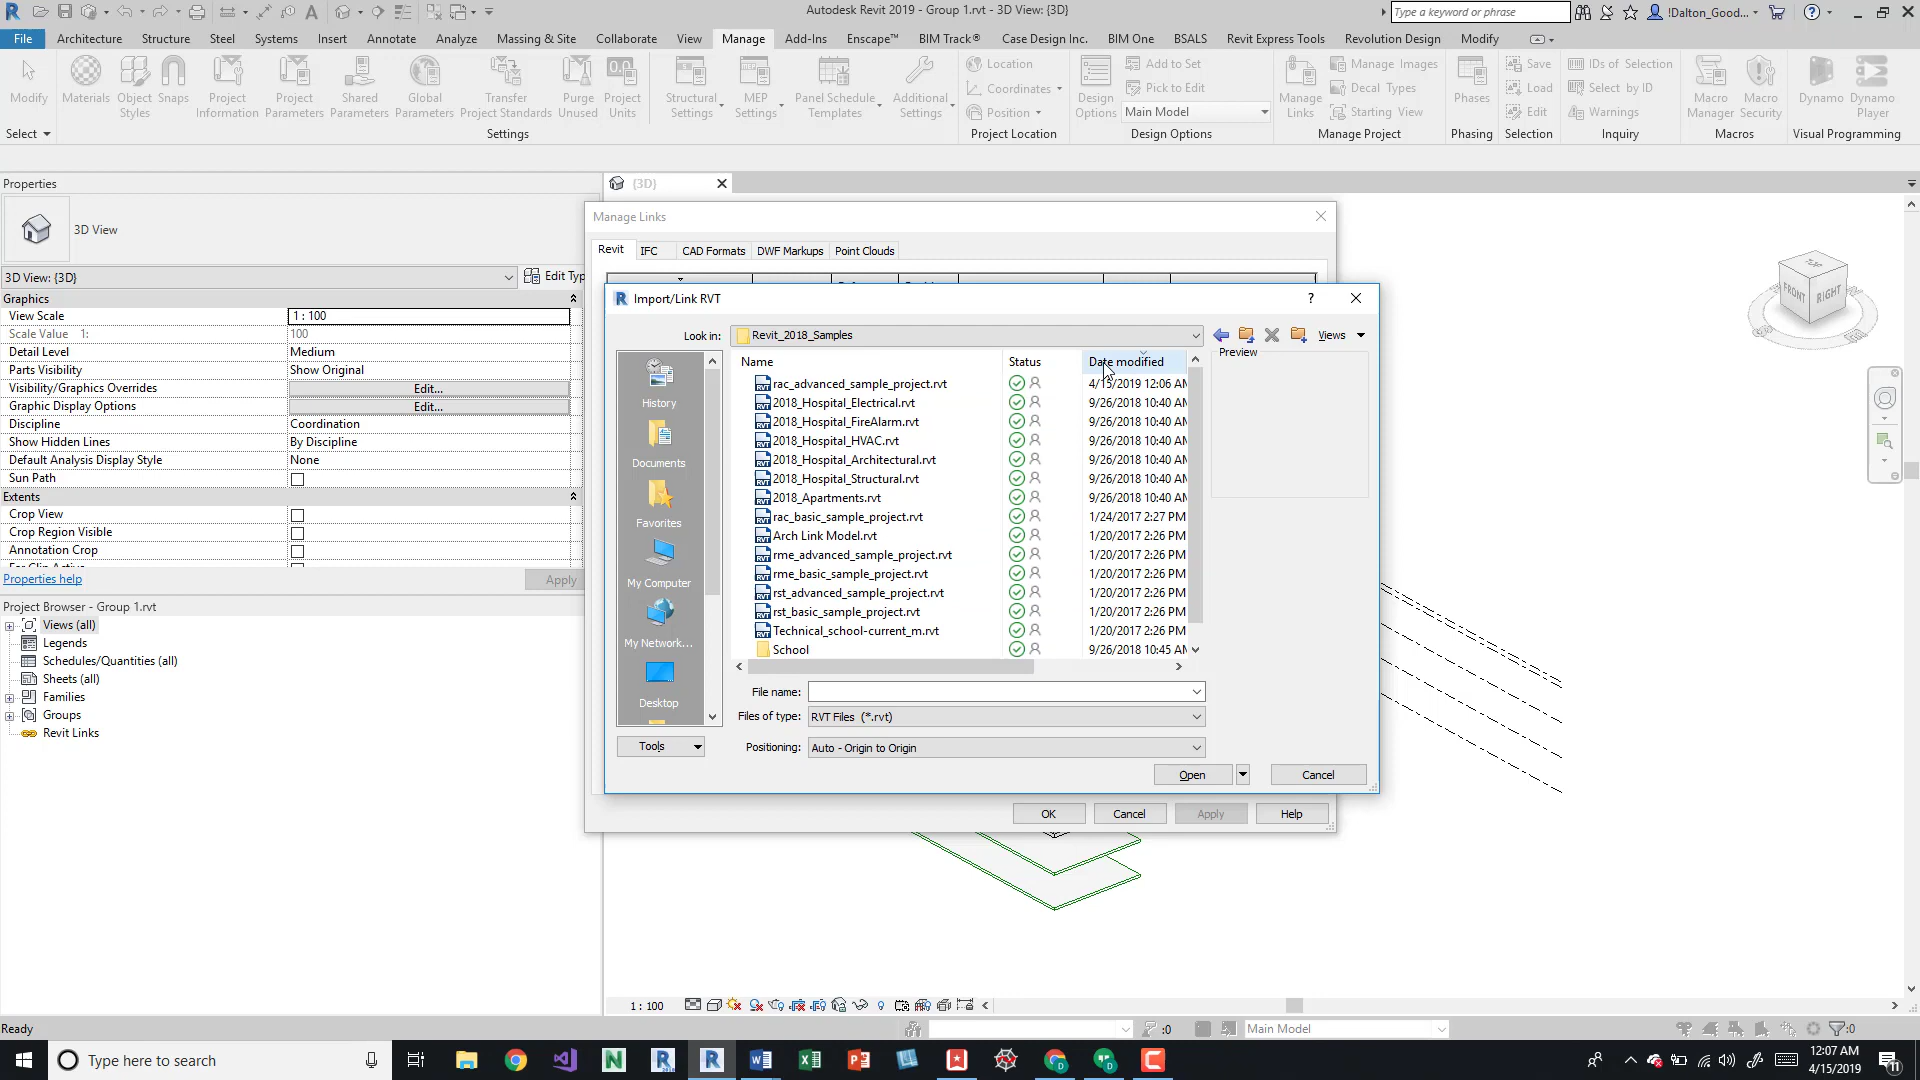 Autodesk Revit 2019 - Group 1.rvt - 3D View: {3D}
Type a keyword or phrase
!Dalton_Good...
File Architecture Structure Steel Systems Insert Annotate Analyze Massing & Site Collaborate View Manage Add-Ins Enscape™ BIM Track® Case Design Inc. BIM One BSALS Revit Express Tools Revolution Design Modify
Modify
Materials
Object Styles
Snaps
Project Information
Project Parameters
Shared Parameters
Global Parameters
Transfer Project Standards
Purge Unused
Project Units
Structural Settings
MEP Settings
Panel Schedule Templates
Additional Settings
Location
Coordinates
Position
Design Options
Add to Set
Pick to Edit
Main Model
Manage Links
Manage Images
Decal Types
Starting View
Phases
Save
Load
Edit
IDs of Selection
Select by ID
Warnings
Macro Manager
Macro Security
Dynamo
Dynamo Player
Select Settings Project Location Design Options Manage Project Phasing Selection Inquiry Macros Visual Programming
Properties
3D View
3D View: {3D} Edit Typ
Graphics
View Scale 1 : 100
Scale Value 1: 100
Detail Level Medium
Parts Visibility Show Original
Visibility/Graphics Overrides Edit...
Graphic Display Options Edit...
Discipline Coordination
Show Hidden Lines By Discipline
Default Analysis Display Style None
Sun Path
Extents
Crop View
Crop Region Visible
Annotation Crop
Properties help Apply
Project Browser - Group 1.rvt
Views (all)
Legends
Schedules/Quantities (all)
Sheets (all)
Families
Groups
Revit Links
{3D}
TOP
FRONT RIGHT
Manage Links
Revit IFC CAD Formats DWF Markups Point Clouds
Import/Link RVT ?
Look in: Revit_2018_Samples Views
Name Status Date modified
Preview
rac_advanced_sample_project.rvt 4/15/2019 12:06 AM
2018_Hospital_Electrical.rvt 9/26/2018 10:40 AM
2018_Hospital_FireAlarm.rvt 9/26/2018 10:40 AM
2018_Hospital_HVAC.rvt 9/26/2018 10:40 AM
2018_Hospital_Architectural.rvt 9/26/2018 10:40 AM
2018_Hospital_Structural.rvt 9/26/2018 10:40 AM
2018_Apartments.rvt 9/26/2018 10:40 AM
rac_basic_sample_project.rvt 1/24/2017 2:27 PM
Arch Link Model.rvt 1/20/2017 2:26 PM
rme_advanced_sample_project.rvt 1/20/2017 2:26 PM
rme_basic_sample_project.rvt 1/20/2017 2:26 PM
rst_advanced_sample_project.rvt 1/20/2017 2:26 PM
rst_basic_sample_project.rvt 1/20/2017 2:26 PM
Technical_school-current_m.rvt 1/20/2017 2:26 PM
School 9/26/2018 10:45 AM
History
Documents
Favorites
My Computer
My Network...
Desktop
File name:
Files of type: RVT Files (*.rvt)
Positioning: Auto - Origin to Origin
Tools
Open Cancel
OK Cancel Apply Help
1 : 100
Ready :0 Main Model :0
Type here to search
12:07 AM
4/15/2019
11